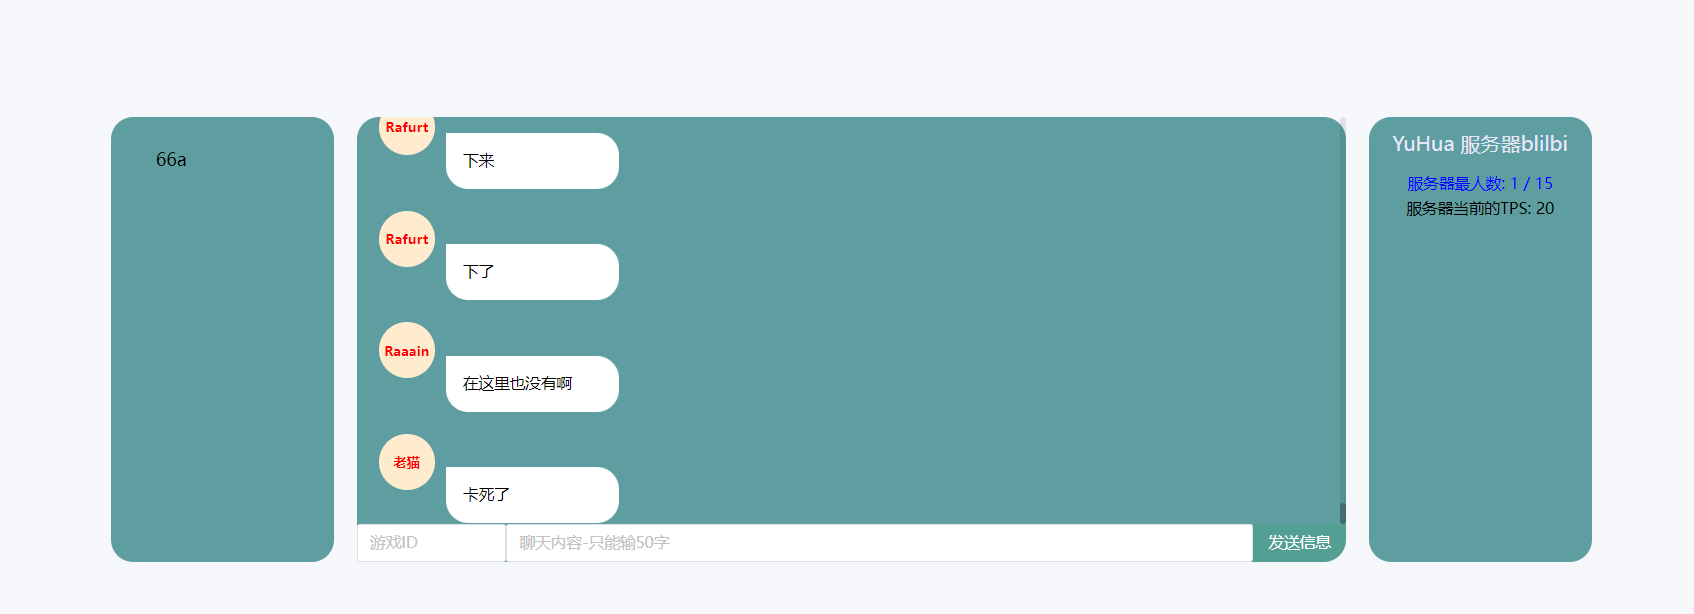 66a
Rafurt
下来
Rafurt
下了
Raaain
在这里也没有啊
老猫
卡死了
游戏ID
聊天内容-只能输50字
发送信息
YuHua 服务器blilbi
服务器最人数: 1 / 15
服务器当前的TPS: 20